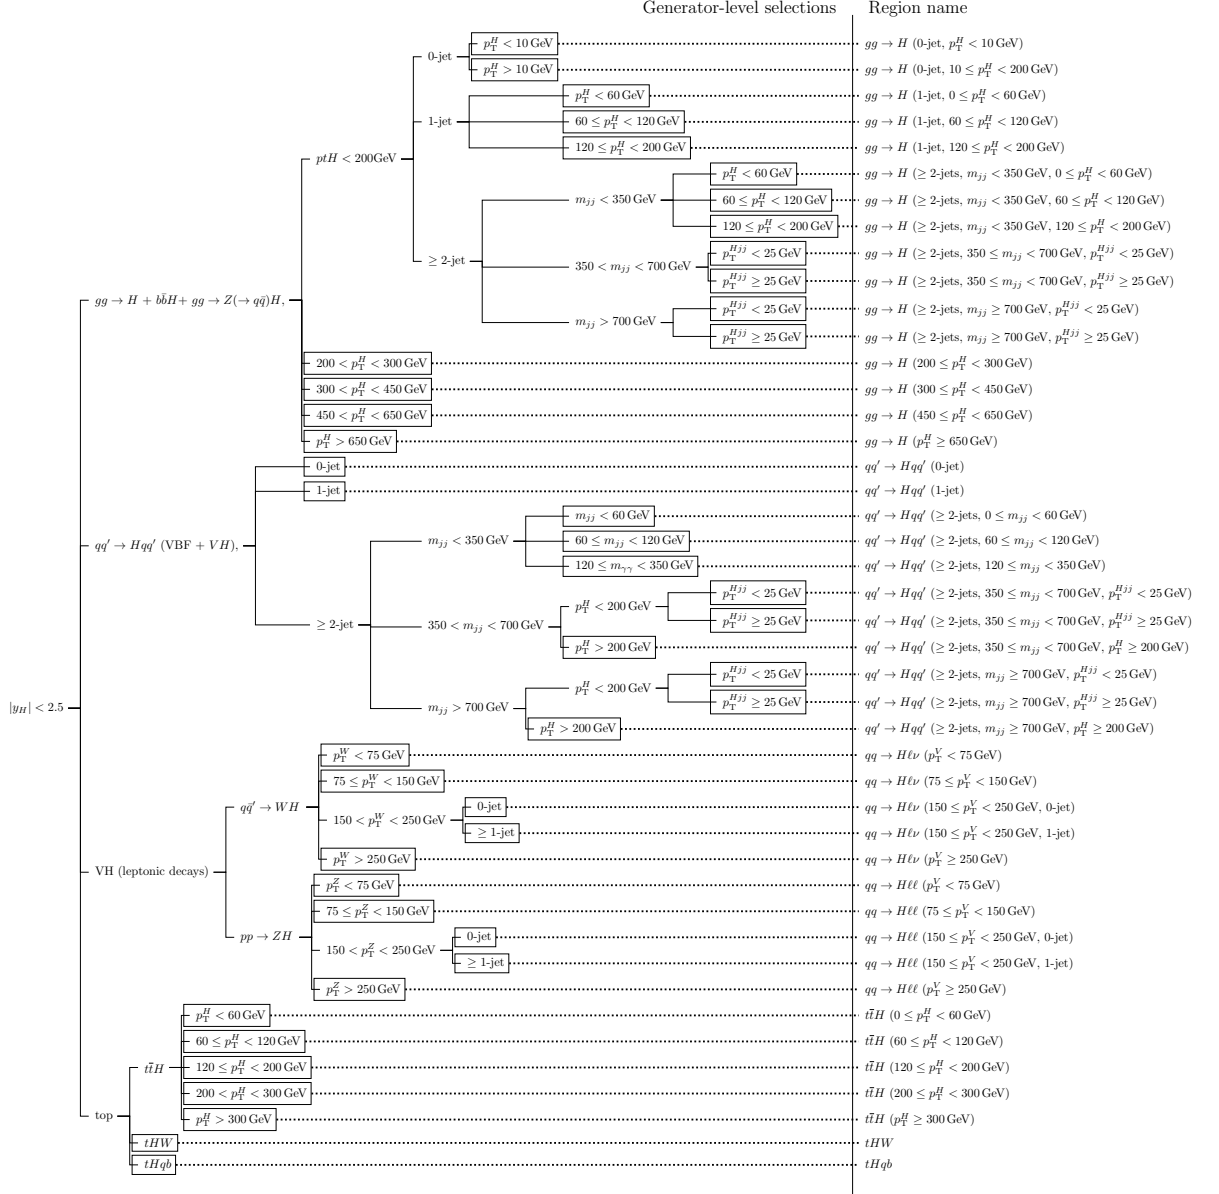 Generator-level selections Region name
p_T^H < 10 GeV gg → H (0-jet, p_T^H < 10 GeV)
0-jet
p_T^H > 10 GeV gg → H (0-jet, 10 ≤ p_T^H < 200 GeV)
p_T^H < 60 GeV gg → H (1-jet, 0 ≤ p_T^H < 60 GeV)
1-jet 60 ≤ p_T^H < 120 GeV gg → H (1-jet, 60 ≤ p_T^H < 120 GeV)
120 ≤ p_T^H < 200 GeV gg → H (1-jet, 120 ≤ p_T^H < 200 GeV)
ptH < 200GeV
p_T^H < 60 GeV gg → H (≥ 2-jets, m_jj < 350 GeV, 0 ≤ p_T^H < 60 GeV)
m_jj < 350 GeV 60 ≤ p_T^H < 120 GeV gg → H (≥ 2-jets, m_jj < 350 GeV, 60 ≤ p_T^H < 120 GeV)
120 ≤ p_T^H < 200 GeV gg → H (≥ 2-jets, m_jj < 350 GeV, 120 ≤ p_T^H < 200 GeV)
p_T^Hjj < 25 GeV gg → H (≥ 2-jets, 350 ≤ m_jj < 700 GeV, p_T^Hjj < 25 GeV)
≥ 2-jet 350 < m_jj < 700 GeV
p_T^Hjj ≥ 25 GeV gg → H (≥ 2-jets, 350 ≤ m_jj < 700 GeV, p_T^Hjj ≥ 25 GeV)
gg → H + bb̄H+ gg → Z(→ qq̄)H,
p_T^Hjj < 25 GeV gg → H (≥ 2-jets, m_jj ≥ 700 GeV, p_T^Hjj < 25 GeV)
m_jj > 700 GeV
p_T^Hjj ≥ 25 GeV gg → H (≥ 2-jets, m_jj ≥ 700 GeV, p_T^Hjj ≥ 25 GeV)
200 < p_T^H < 300 GeV gg → H (200 ≤ p_T^H < 300 GeV)
300 < p_T^H < 450 GeV gg → H (300 ≤ p_T^H < 450 GeV)
450 < p_T^H < 650 GeV gg → H (450 ≤ p_T^H < 650 GeV)
p_T^H > 650 GeV gg → H (p_T^H ≥ 650 GeV)
0-jet qq′ → Hqq′ (0-jet)
1-jet qq′ → Hqq′ (1-jet)
m_jj < 60 GeV qq′ → Hqq′ (≥ 2-jets, 0 ≤ m_jj < 60 GeV)
qq′ → Hqq′ (VBF + VH), m_jj < 350 GeV 60 ≤ m_jj < 120 GeV qq′ → Hqq′ (≥ 2-jets, 60 ≤ m_jj < 120 GeV)
120 ≤ m_γγ < 350 GeV qq′ → Hqq′ (≥ 2-jets, 120 ≤ m_jj < 350 GeV)
p_T^Hjj < 25 GeV qq′ → Hqq′ (≥ 2-jets, 350 ≤ m_jj < 700 GeV, p_T^Hjj < 25 GeV)
p_T^H < 200 GeV
p_T^Hjj ≥ 25 GeV qq′ → Hqq′ (≥ 2-jets, 350 ≤ m_jj < 700 GeV, p_T^Hjj ≥ 25 GeV)
≥ 2-jet 350 < m_jj < 700 GeV
p_T^H > 200 GeV qq′ → Hqq′ (≥ 2-jets, 350 ≤ m_jj < 700 GeV, p_T^H ≥ 200 GeV)
p_T^Hjj < 25 GeV qq′ → Hqq′ (≥ 2-jets, m_jj ≥ 700 GeV, p_T^Hjj < 25 GeV)
p_T^H < 200 GeV
p_T^Hjj ≥ 25 GeV qq′ → Hqq′ (≥ 2-jets, m_jj ≥ 700 GeV, p_T^Hjj ≥ 25 GeV)
|y_H| < 2.5 m_jj > 700 GeV
p_T^H > 200 GeV qq′ → Hqq′ (≥ 2-jets, m_jj ≥ 700 GeV, p_T^H ≥ 200 GeV)
p_T^W < 75 GeV qq → Hℓν (p_T^V < 75 GeV)
75 ≤ p_T^W < 150 GeV qq → Hℓν (75 ≤ p_T^V < 150 GeV)
qq̄′ → WH 0-jet qq → Hℓν (150 ≤ p_T^V < 250 GeV, 0-jet)
150 < p_T^W < 250 GeV
≥ 1-jet qq → Hℓν (150 ≤ p_T^V < 250 GeV, 1-jet)
p_T^W > 250 GeV qq → Hℓν (p_T^V ≥ 250 GeV)
VH (leptonic decays)
p_T^Z < 75 GeV qq → Hℓℓ (p_T^V < 75 GeV)
75 ≤ p_T^Z < 150 GeV qq → Hℓℓ (75 ≤ p_T^V < 150 GeV)
pp → ZH 0-jet qq → Hℓℓ (150 ≤ p_T^V < 250 GeV, 0-jet)
150 < p_T^Z < 250 GeV
≥ 1-jet qq → Hℓℓ (150 ≤ p_T^V < 250 GeV, 1-jet)
p_T^Z > 250 GeV qq → Hℓℓ (p_T^V ≥ 250 GeV)
p_T^H < 60 GeV tt̄H (0 ≤ p_T^H < 60 GeV)
60 ≤ p_T^H < 120 GeV tt̄H (60 ≤ p_T^H < 120 GeV)
tt̄H 120 ≤ p_T^H < 200 GeV tt̄H (120 ≤ p_T^H < 200 GeV)
200 < p_T^H < 300 GeV tt̄H (200 ≤ p_T^H < 300 GeV)
top p_T^H > 300 GeV tt̄H (p_T^H ≥ 300 GeV)
tHW tHW
tHqb tHqb